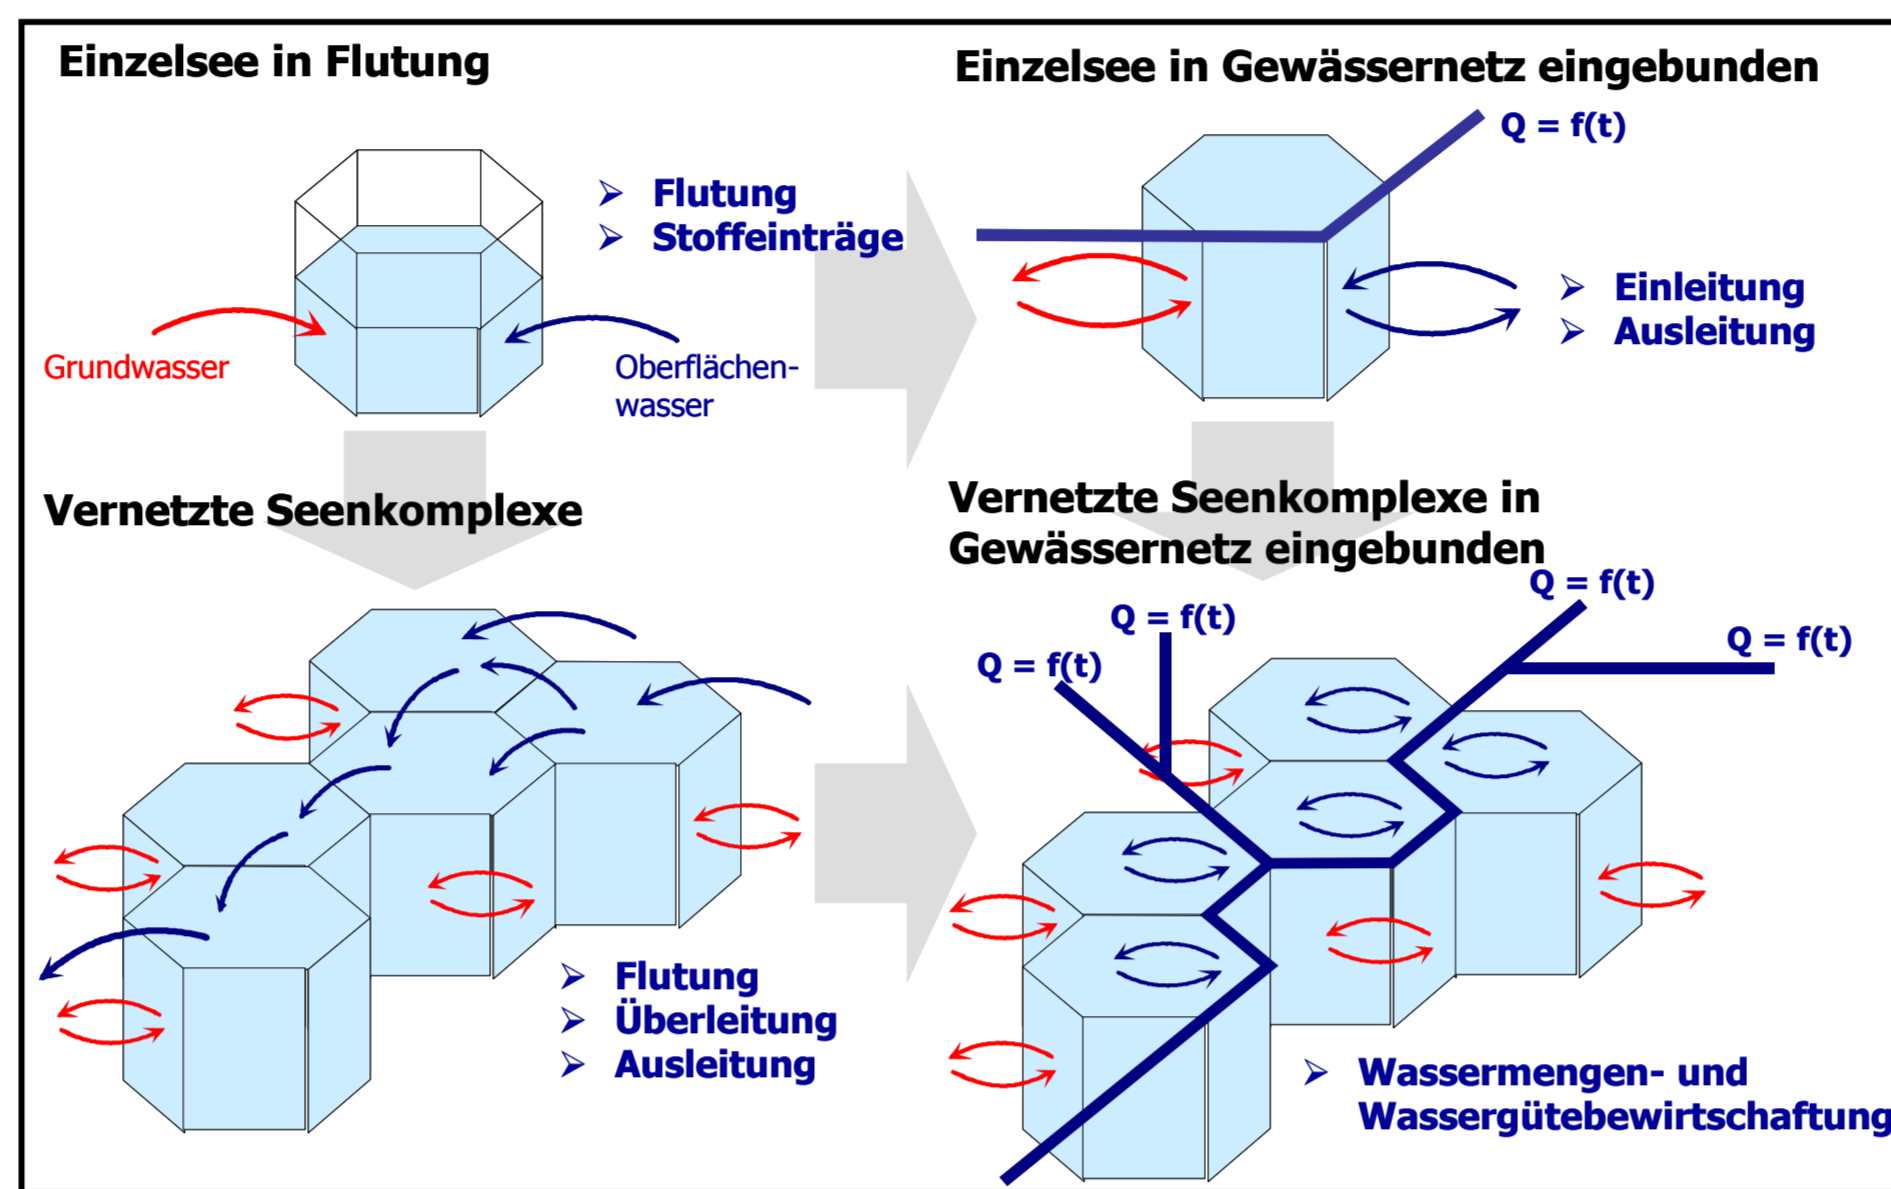 Einzelsee in Flutung
➢ Flutung
➢ Stoffeinträge
Grundwasser
Oberflächen-
wasser
Einzelsee in Gewässernetz eingebunden
Q = f(t)
➢ Einleitung
➢ Ausleitung
Vernetzte Seenkomplexe
➢ Flutung
➢ Überleitung
➢ Ausleitung
Vernetzte Seenkomplexe in
Gewässernetz eingebunden
Q = f(t)
Q = f(t)
Q = f(t)
Q = f(t)
➢ Wassermengen- und
Wassergütebewirtschaftung